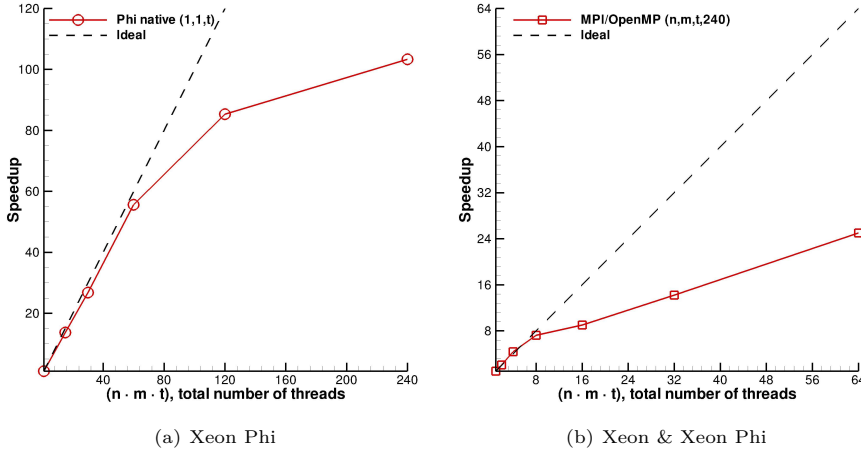 120
100
80
60
40
20
Speedup
Phi native (1,1,t)
Ideal
40
80
120
160
200
240
(n · m · t), total number of threads
(a) Xeon Phi
64
56
48
40
32
24
16
8
Speedup
MPI/OpenMP (n,m,t,240)
Ideal
8
16
24
32
40
48
56
64
(n · m · t), total number of threads
(b) Xeon & Xeon Phi